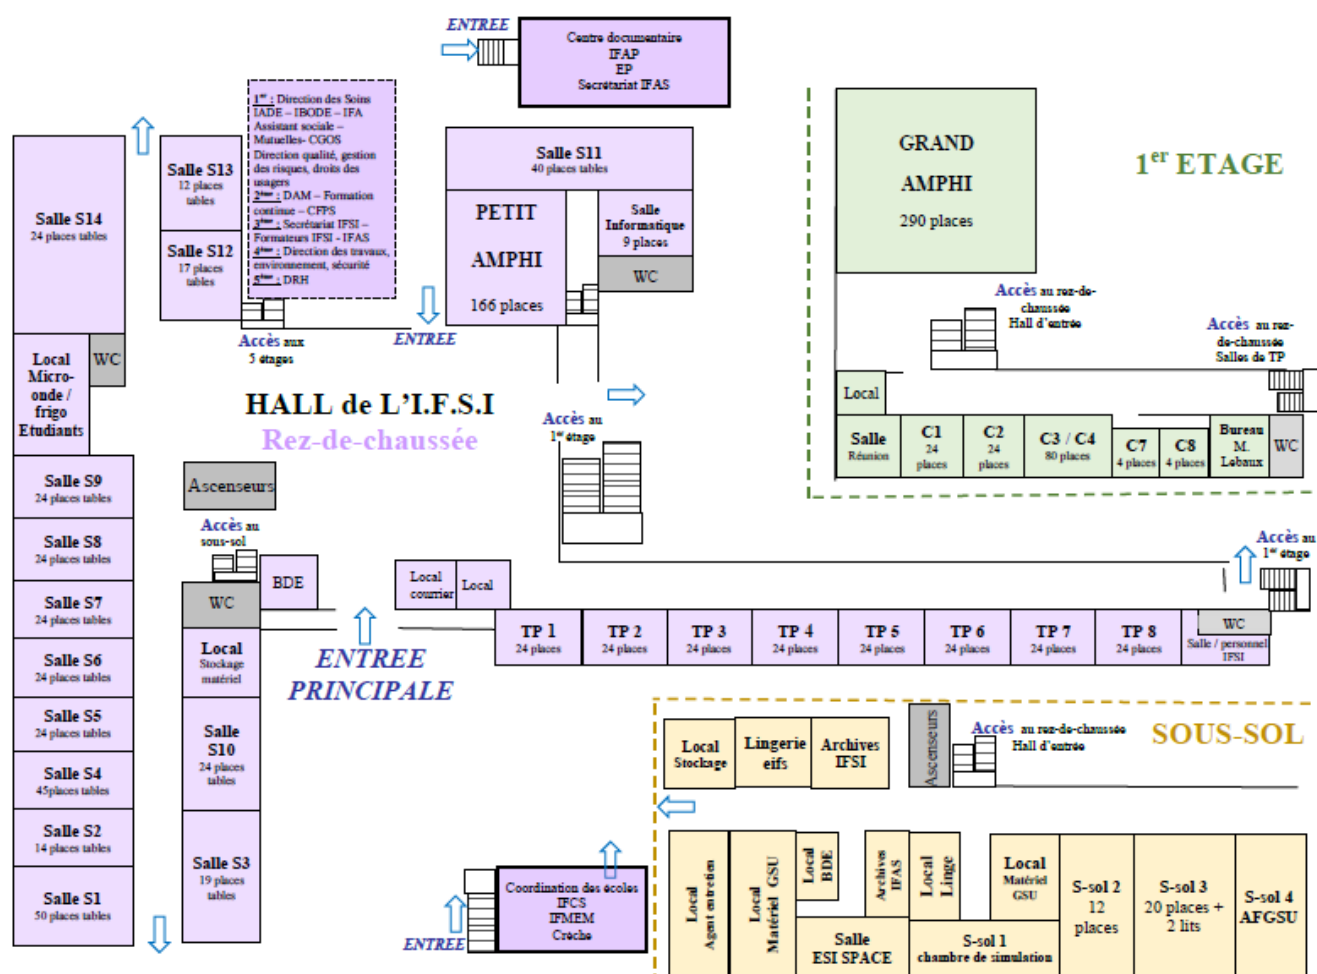 ENTREE
Centre documentaire
IFAP
EP
Secrétariat IFAS
1er : Direction des Soins
IADE – IBODE – IFA
Assistant sociale –
Mutuelles- CGOS
Direction qualité, gestion
des risques, droits des
usagers
2ème : DAM – Formation
continue – CFPS
3ème : Secrétariat IFSI –
Formateurs IFSI - IFAS
4ème : Direction des travaux,
environnement, sécurité
5ème : DRH
Salle S14
24 places tables
Salle S13
12 places
tables
Salle S12
17 places
tables
Accès aux
5 étages
ENTREE
Salle S11
40 places tables
PETIT
AMPHI
166 places
Salle
Informatique
9 places
WC
Local
Micro-
onde /
frigo
Etudiants
WC
HALL de L'I.F.S.I
Rez-de-chaussée
Accès au
1er étage
Ascenseurs
Accès au
sous-sol
WC
BDE
Local
courrier
Local
Salle S9
24 places tables
Salle S8
24 places tables
Salle S7
24 places tables
Salle S6
24 places tables
Salle S5
24 places tables
Salle S4
45places tables
Salle S2
14 places tables
Salle S1
50 places tables
Local
Stockage
matériel
Salle
S10
24 places
tables
Salle S3
19 places
tables
ENTREE
PRINCIPALE
TP 1
24 places
TP 2
24 places
TP 3
24 places
TP 4
24 places
TP 5
24 places
TP 6
24 places
TP 7
24 places
TP 8
24 places
WC
Salle / personnel
IFSI
Accès au
1er étage
ENTREE
Coordination des écoles
IFCS
IFMEM
Crèche
1er ETAGE
GRAND
AMPHI
290 places
Accès au rez-de-
chaussée
Hall d'entrée
Accès au rez-
de-chaussée
Salles de TP
Local
Salle
Réunion
C1
24
places
C2
24
places
C3 / C4
80 places
C7
4 places
C8
4 places
Bureau
M.
Lebaux
WC
SOUS-SOL
Local
Stockage
Lingerie
eifs
Archives
IFSI
Ascenseurs
Accès au rez-de-chaussée
Hall d'entrée
Local
Agent entretien
Local
Matériel GSU
Local
BDE
Archives
IFAS
Local
Linge
Local
Matériel
GSU
Salle
ESI SPACE
S-sol 1
chambre de simulation
S-sol 2
12
places
S-sol 3
20 places +
2 lits
S-sol 4
AFGSU